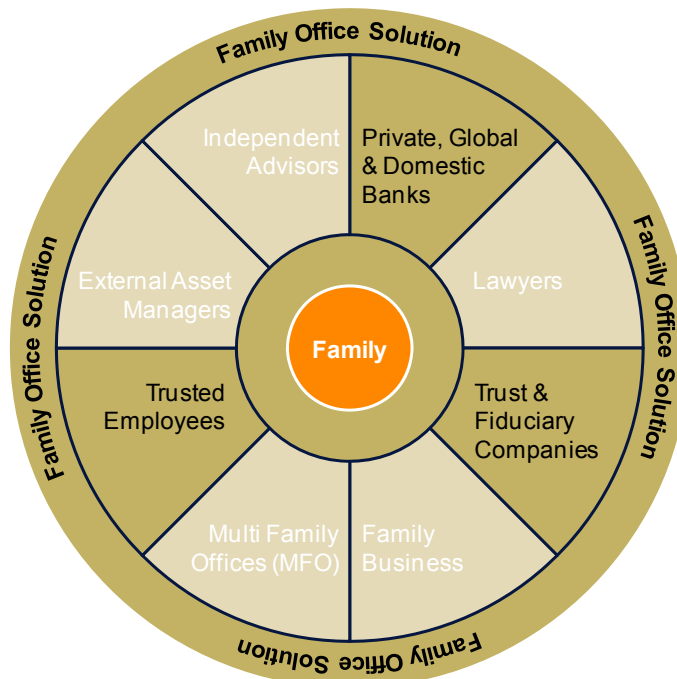 Family Office Solution
Independent
Advisors
Private, Global
& Domestic
Banks
Family Office Solution
Family Office Solution
External Asset
Managers
Lawyers
Family
Trusted
Employees
Trust &
Fiduciary
Companies
Multi Family
Offices (MFO)
Family
Business
Family Office Solution